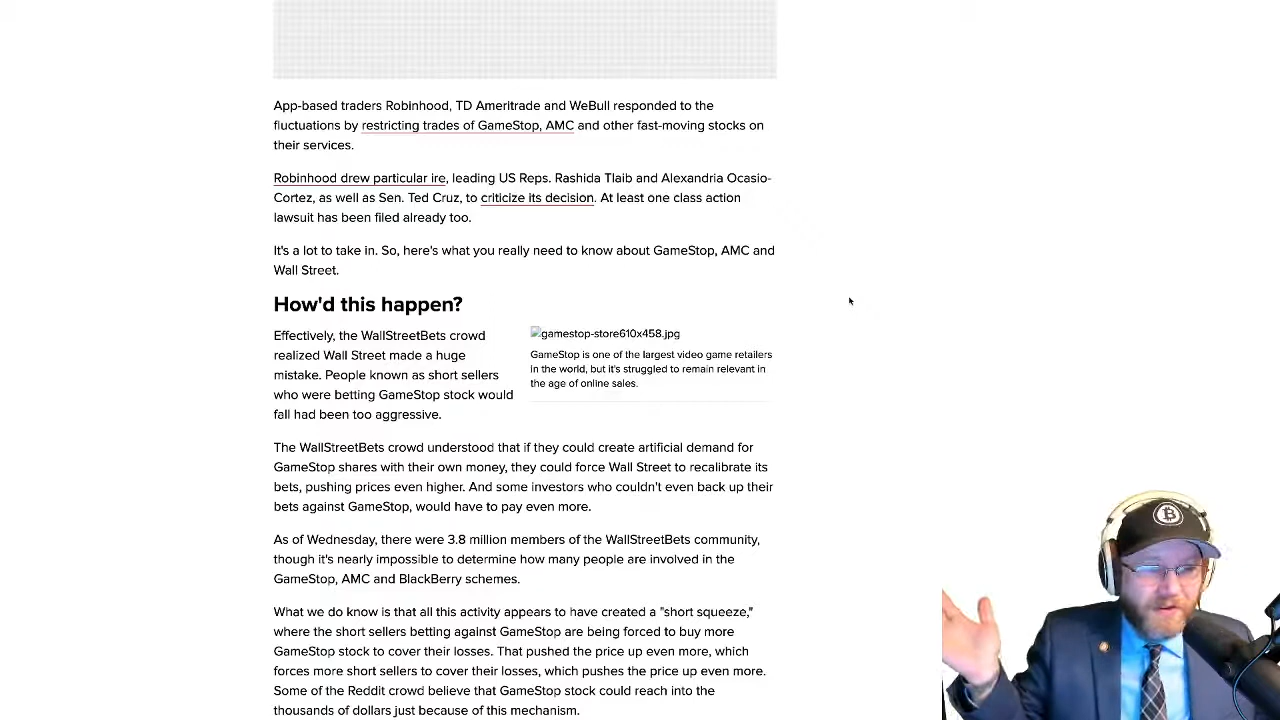 App-based traders Robinhood, TD Ameritrade and WeBull responded to the
fluctuations by restricting trades of GameStop, AMC and other fast-moving stocks on
their services.
Robinhood drew particular ire, leading US Reps. Rashida Tlaib and Alexandria Ocasio-
Cortez, as well as Sen. Ted Cruz, to criticize its decision. At least one class action
lawsuit has been filed already too.
It's a lot to take in. So, here's what you really need to know about GameStop, AMC and
Wall Street.
How'd this happen?
Effectively, the WallStreetBets crowd
realized Wall Street made a huge
mistake. People known as short sellers
who were betting GameStop stock would
fall had been too aggressive.
gamestop-store610x458.jpg
GameStop is one of the largest video game retailers
in the world, but it's struggled to remain relevant in
the age of online sales.
The WallStreetBets crowd understood that if they could create artificial demand for
GameStop shares with their own money, they could force Wall Street to recalibrate its
bets, pushing prices even higher. And some investors who couldn't even back up their
bets against GameStop, would have to pay even more.
As of Wednesday, there were 3.8 million members of the WallStreetBets community,
though it's nearly impossible to determine how many people are involved in the
GameStop, AMC and BlackBerry schemes.
What we do know is that all this activity appears to have created a "short squeeze,"
where the short sellers betting against GameStop are being forced to buy more
GameStop stock to cover their losses. That pushed the price up even more, which
forces more short sellers to cover their losses, which pushes the price up even more.
Some of the Reddit crowd believe that GameStop stock could reach into the
thousands of dollars just because of this mechanism.